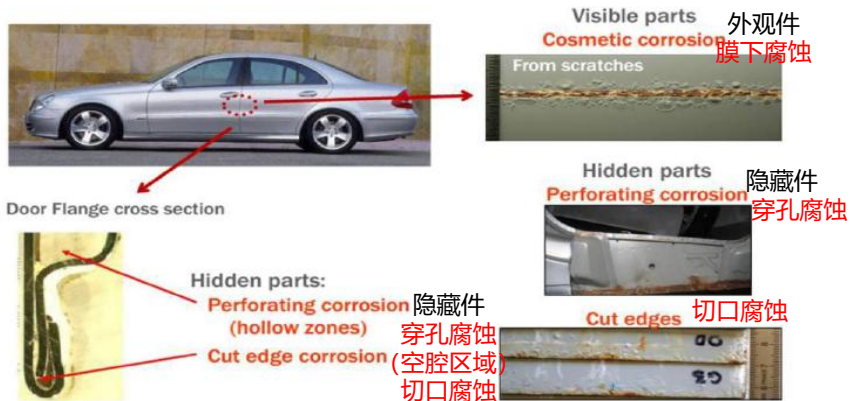 Visible parts 外观件
Cosmetic corrosion 膜下腐蚀
From scratches
Hidden parts 隐藏件
Perforating corrosion 穿孔腐蚀
Door Flange cross section
Hidden parts:
Perforating corrosion
(hollow zones)
Cut edge corrosion
隐藏件
穿孔腐蚀
(空腔区域)
切口腐蚀
Cut edges 切口腐蚀